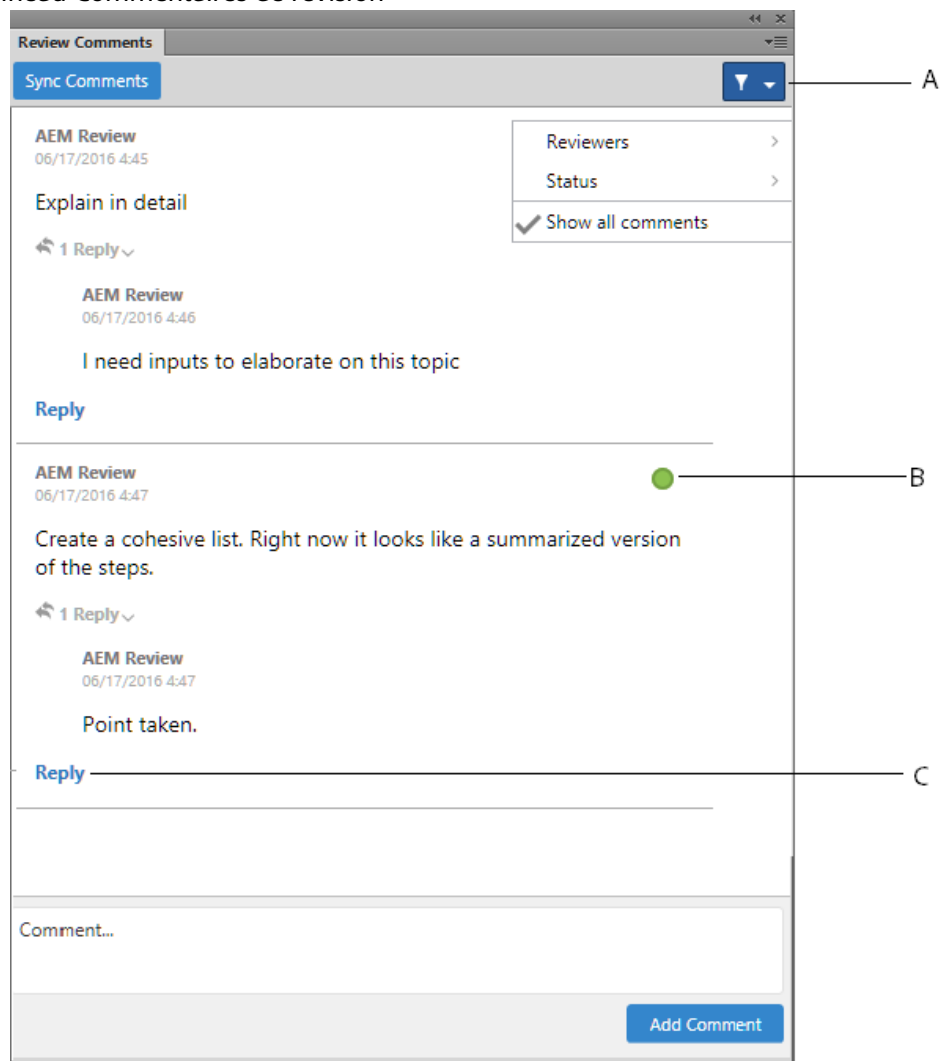 Review Comments
Sync Comments
A
AEM Review
06/17/2016 4:45
Reviewers
Status
Explain in detail
Show all comments
1 Reply
AEM Review
06/17/2016 4:46
I need inputs to elaborate on this topic
Reply
AEM Review
B
06/17/2016 4:47
Create a cohesive list. Right now it looks like a summarized version
of the steps.
1 Reply
AEM Review
06/17/2016 4:47
Point taken.
Reply
C
Comment...
Add Comment